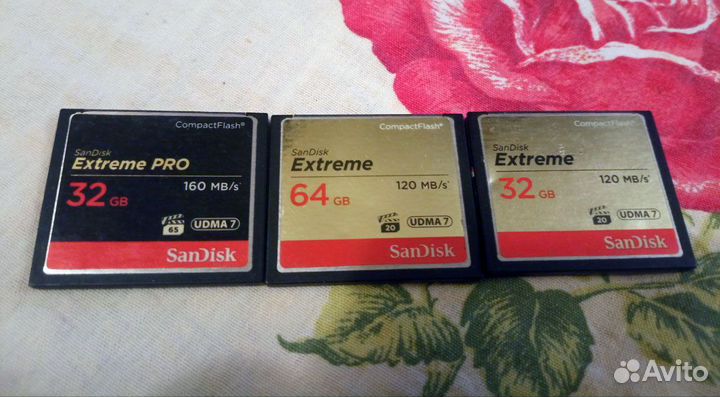 CompactFlash®
SanDisk
Extreme PRO
32 GB
160 MB/s*
65
UDMA 7
SanDisk
CompactFlash®
SanDisk
Extreme
64 GB
120 MB/s*
20
UDMA 7
SanDisk
CompactFlash®
SanDisk
Extreme
32 GB
120 MB/s*
20
UDMA 7
SanDisk
Avito